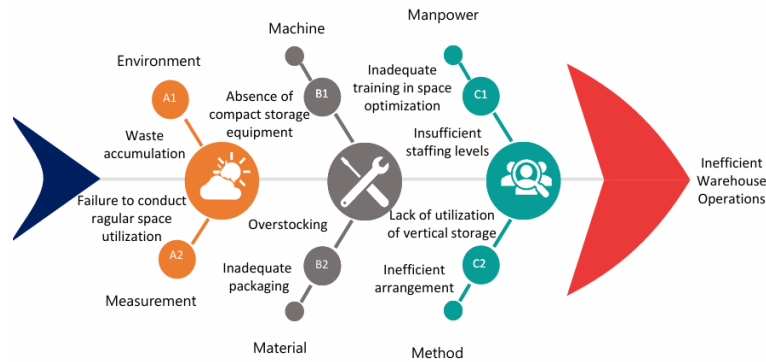 Manpower
Machine
Environment
Inadequate
training in space
optimization
A1
B1
C1
Absence of
compact storage
equipment
Waste
accumulation
Insufficient
staffing levels
Inefficient
Warehouse
Operations
Failure to conduct
ragular space
utilization
Overstocking
Lack of utilization
of vertical storage
A2
B2
C2
Inadequate
packaging
Inefficient
arrangement
Measurement
Material
Method